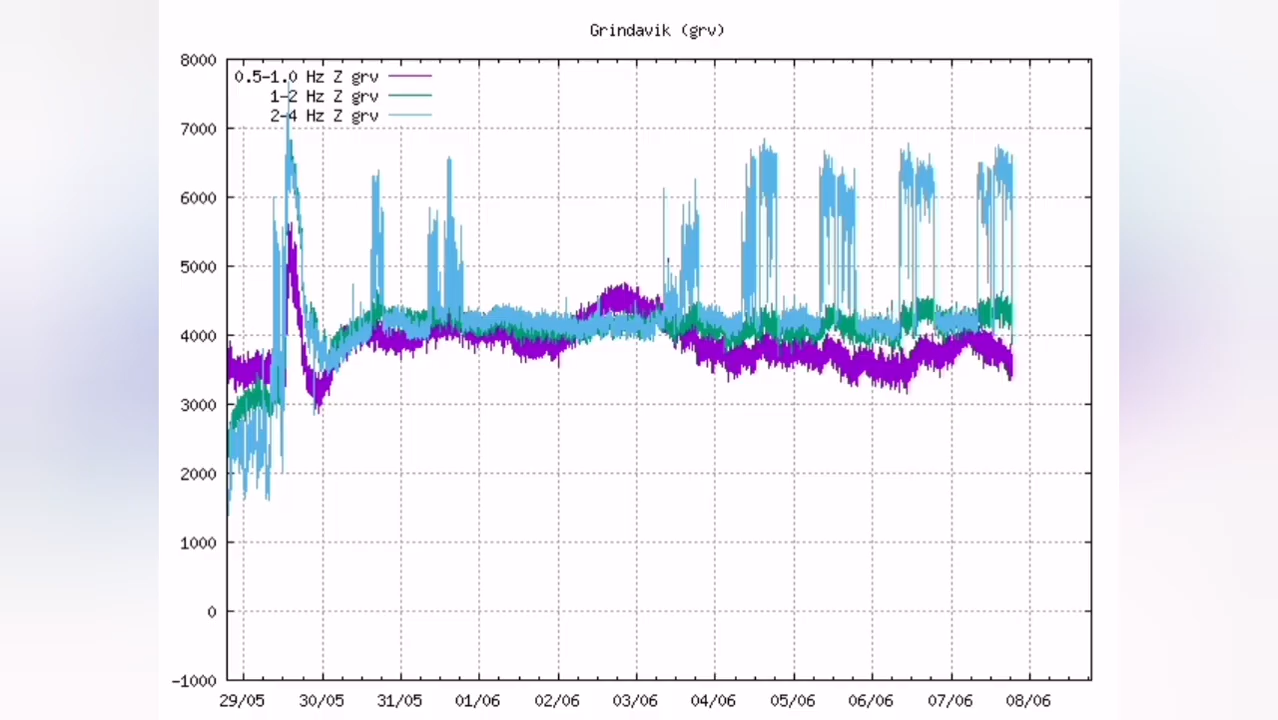 Grindavik (grv)
8000
0.5-1.0 Hz Z grv
1-2 Hz Z grv
2-4 Hz Z grv
7000
6000
5000
4000
3000
2000
1000
0
-1000
29/05 30/05 31/05 01/06 02/06 03/06 04/06 05/06 06/06 07/06 08/06